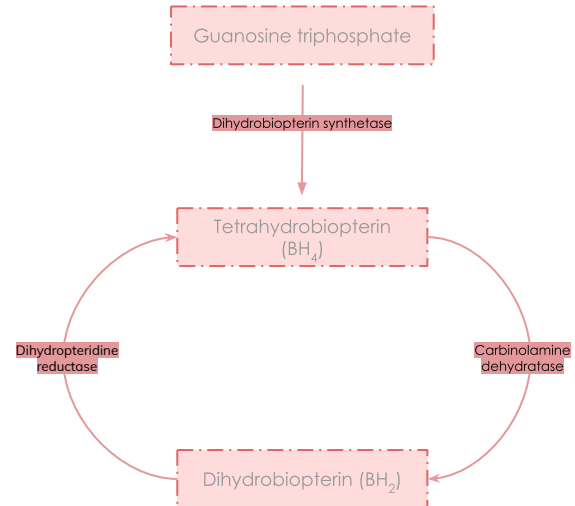 Guanosine triphosphate
Dihydrobiopterin synthetase
Tetrahydrobiopterin
(BH₄)
Dihydropteridine
reductase
Carbinolamine
dehydratase
Dihydrobiopterin (BH₂)